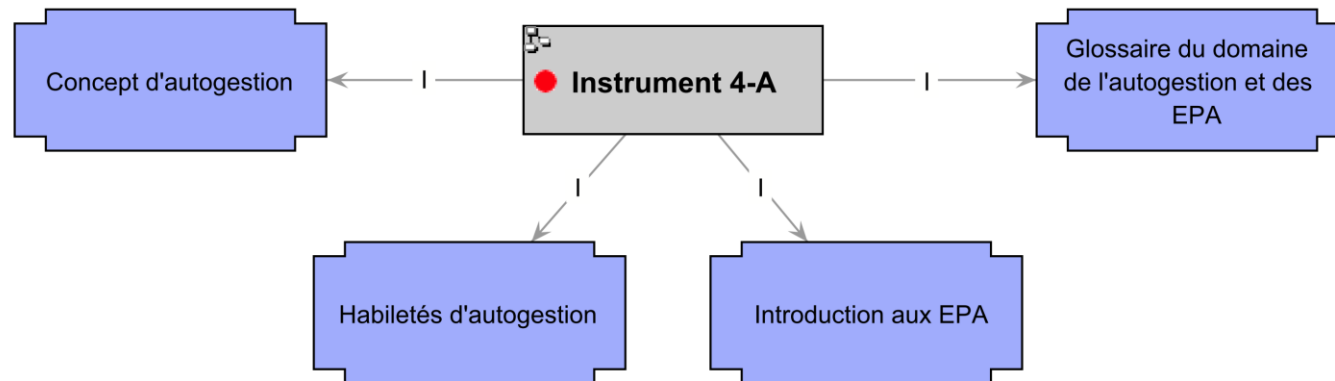 Concept d'autogestion
I
Instrument 4-A
I
Glossaire du domaine
de l'autogestion et des
EPA
I
I
Habiletés d'autogestion
Introduction aux EPA